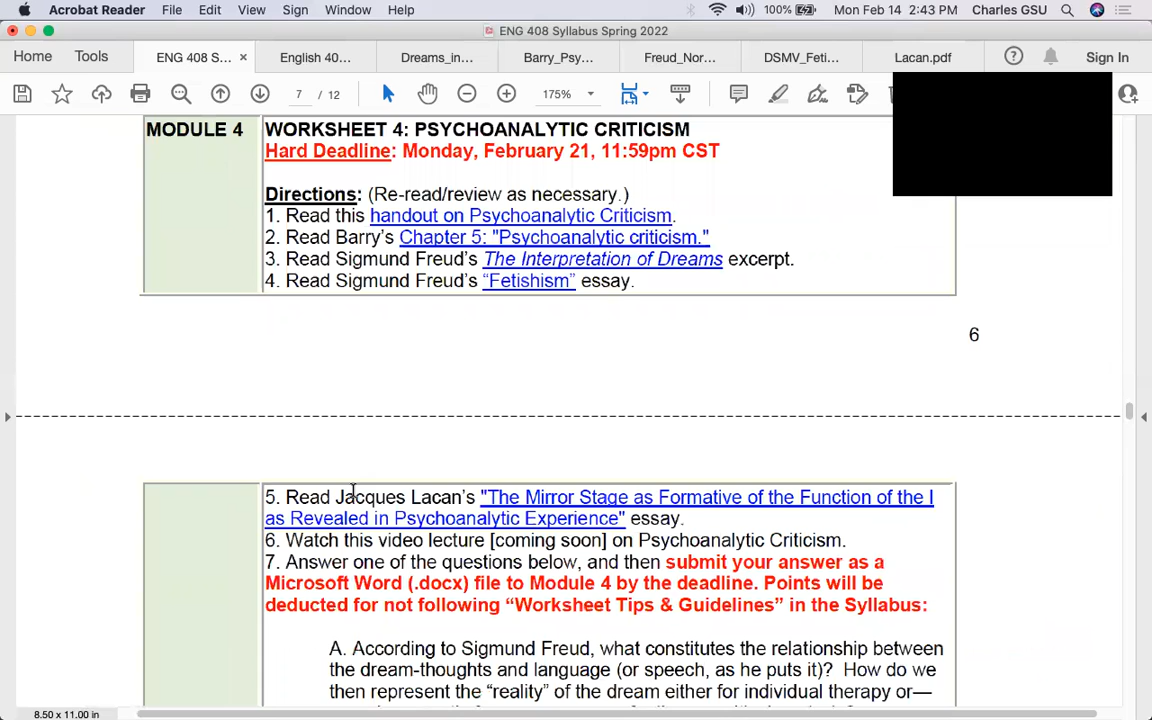 Acrobat Reader File Edit View Sign Window Help 100% Mon Feb 14 2:43 PM Charles GSU
ENG 408 Syllabus Spring 2022
Home Tools ENG 408 S... × English 40... Dreams_in... Barry_Psy... Freud_Nor... DSMV_Feti... Lacan.pdf ? Sign In
7 / 12 175%
MODULE 4 WORKSHEET 4: PSYCHOANALYTIC CRITICISM
Hard Deadline: Monday, February 21, 11:59pm CST
Directions: (Re-read/review as necessary.)
1. Read this handout on Psychoanalytic Criticism.
2. Read Barry's Chapter 5: "Psychoanalytic criticism."
3. Read Sigmund Freud's The Interpretation of Dreams excerpt.
4. Read Sigmund Freud's “Fetishism” essay.
6
5. Read Jacques Lacan's "The Mirror Stage as Formative of the Function of the I
as Revealed in Psychoanalytic Experience" essay.
6. Watch this video lecture [coming soon] on Psychoanalytic Criticism.
7. Answer one of the questions below, and then submit your answer as a
Microsoft Word (.docx) file to Module 4 by the deadline. Points will be
deducted for not following “Worksheet Tips & Guidelines” in the Syllabus:
A. According to Sigmund Freud, what constitutes the relationship between
the dream-thoughts and language (or speech, as he puts it)? How do we
then represent the “reality” of the dream either for individual therapy or—
8.50 x 11.00 in